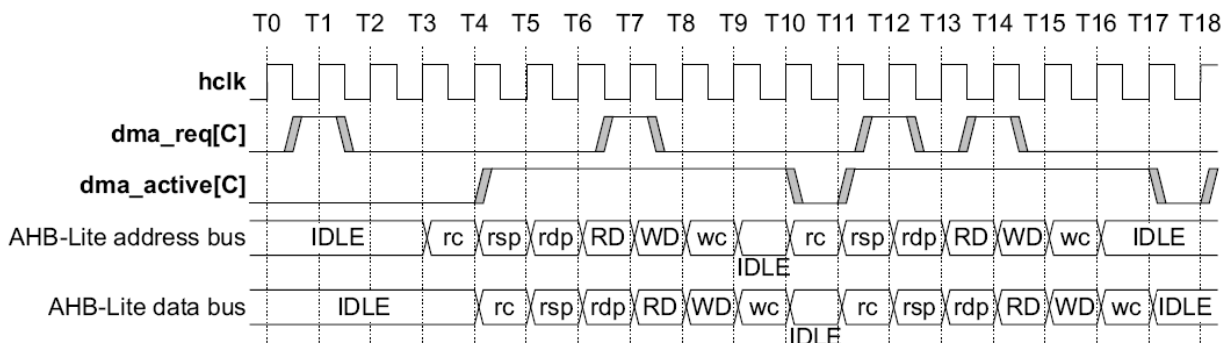 T0 T1 T2 T3 T4 T5 T6 T7 T8 T9 T10 T11 T12 T13 T14 T15 T16 T17 T18
hclk
dma_req[C]
dma_active[C]
AHB-Lite address bus IDLE rc rsp rdp RD WD wc IDLE rc rsp rdp RD WD wc IDLE
AHB-Lite data bus IDLE rc rsp rdp RD WD wc IDLE rc rsp rdp RD WD wc IDLE